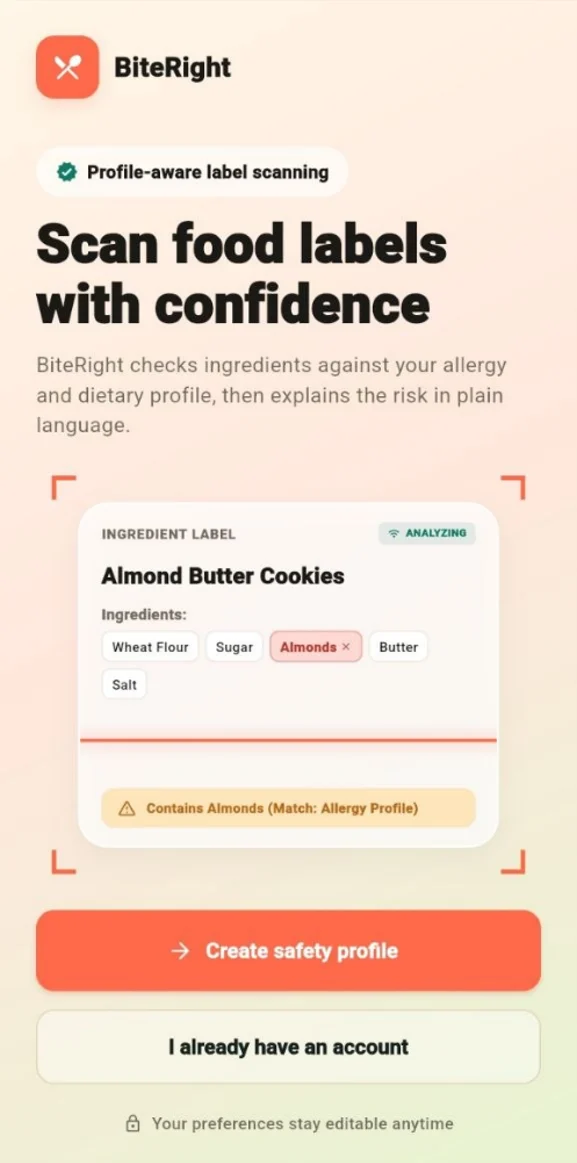 BiteRight
Profile-aware label scanning
Scan food labels
with confidence
BiteRight checks ingredients against your allergy
and dietary profile, then explains the risk in plain
language.
INGREDIENT LABEL ANALYZING
Almond Butter Cookies
Ingredients:
Wheat Flour Sugar Almonds × Butter
Salt
Contains Almonds (Match: Allergy Profile)
→ Create safety profile
I already have an account
Your preferences stay editable anytime